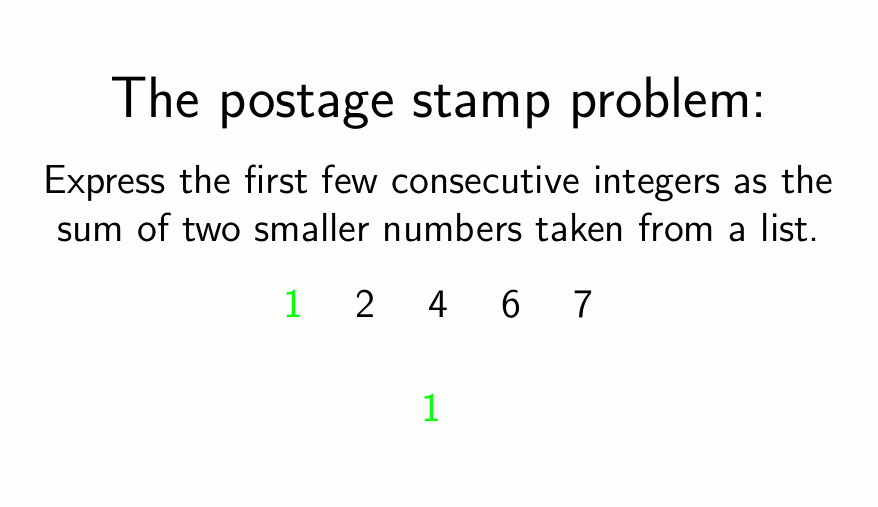 The postage stamp problem:
Express the first few consecutive integers as the
sum of two smaller numbers taken from a list.
1 2 4 6 7
1